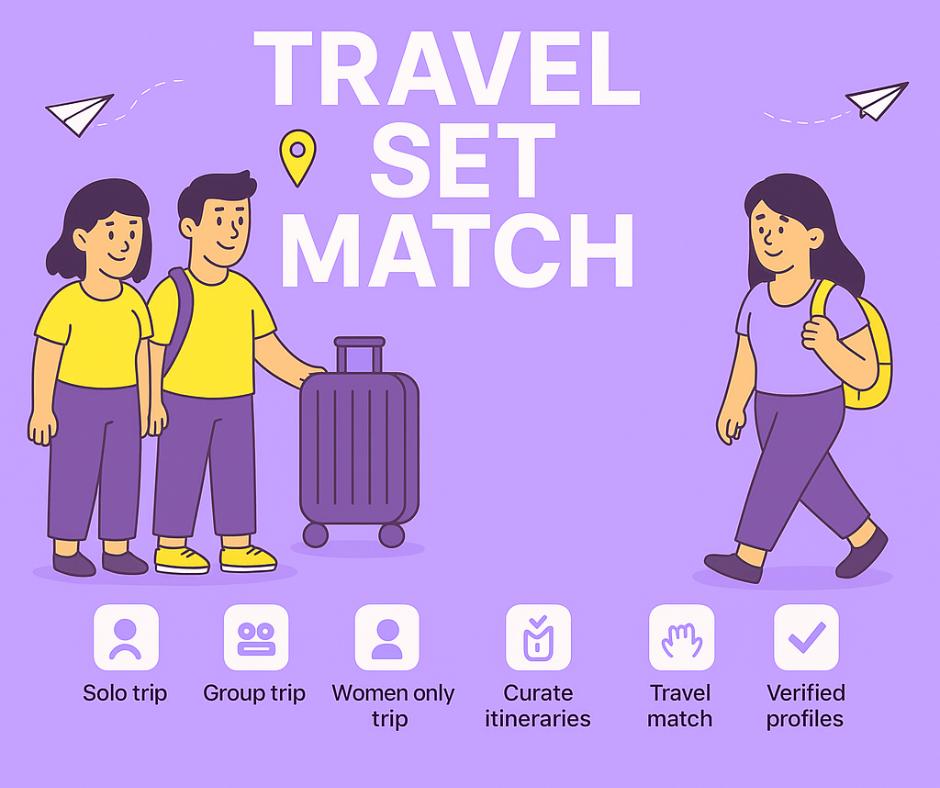 TRAVEL
SET
MATCH
Solo trip
Group trip
Women only
trip
Curate
itineraries
Travel
match
Verified
profiles